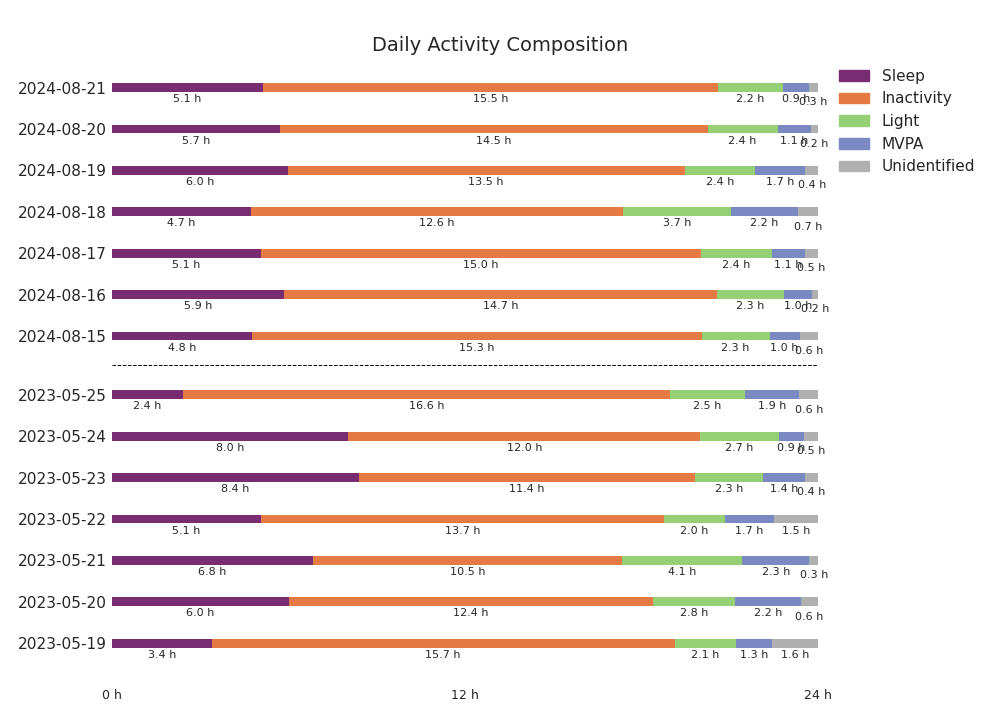 Daily Activity Composition
2024-08-21
5.1 h 15.5 h 2.2 h 0.9 h 0.3 h
2024-08-20
5.7 h 14.5 h 2.4 h 1.1 h 0.2 h
2024-08-19
6.0 h 13.5 h 2.4 h 1.7 h 0.4 h
2024-08-18
4.7 h 12.6 h 3.7 h 2.2 h 0.7 h
2024-08-17
5.1 h 15.0 h 2.4 h 1.1 h 0.5 h
2024-08-16
5.9 h 14.7 h 2.3 h 1.0 h 0.2 h
2024-08-15
4.8 h 15.3 h 2.3 h 1.0 h 0.6 h
2023-05-25
2.4 h 16.6 h 2.5 h 1.9 h 0.6 h
2023-05-24
8.0 h 12.0 h 2.7 h 0.9 h 0.5 h
2023-05-23
8.4 h 11.4 h 2.3 h 1.4 h 0.4 h
2023-05-22
5.1 h 13.7 h 2.0 h 1.7 h 1.5 h
2023-05-21
6.8 h 10.5 h 4.1 h 2.3 h 0.3 h
2023-05-20
6.0 h 12.4 h 2.8 h 2.2 h 0.6 h
2023-05-19
3.4 h 15.7 h 2.1 h 1.3 h 1.6 h
0 h 12 h 24 h
Sleep
Inactivity
Light
MVPA
Unidentified